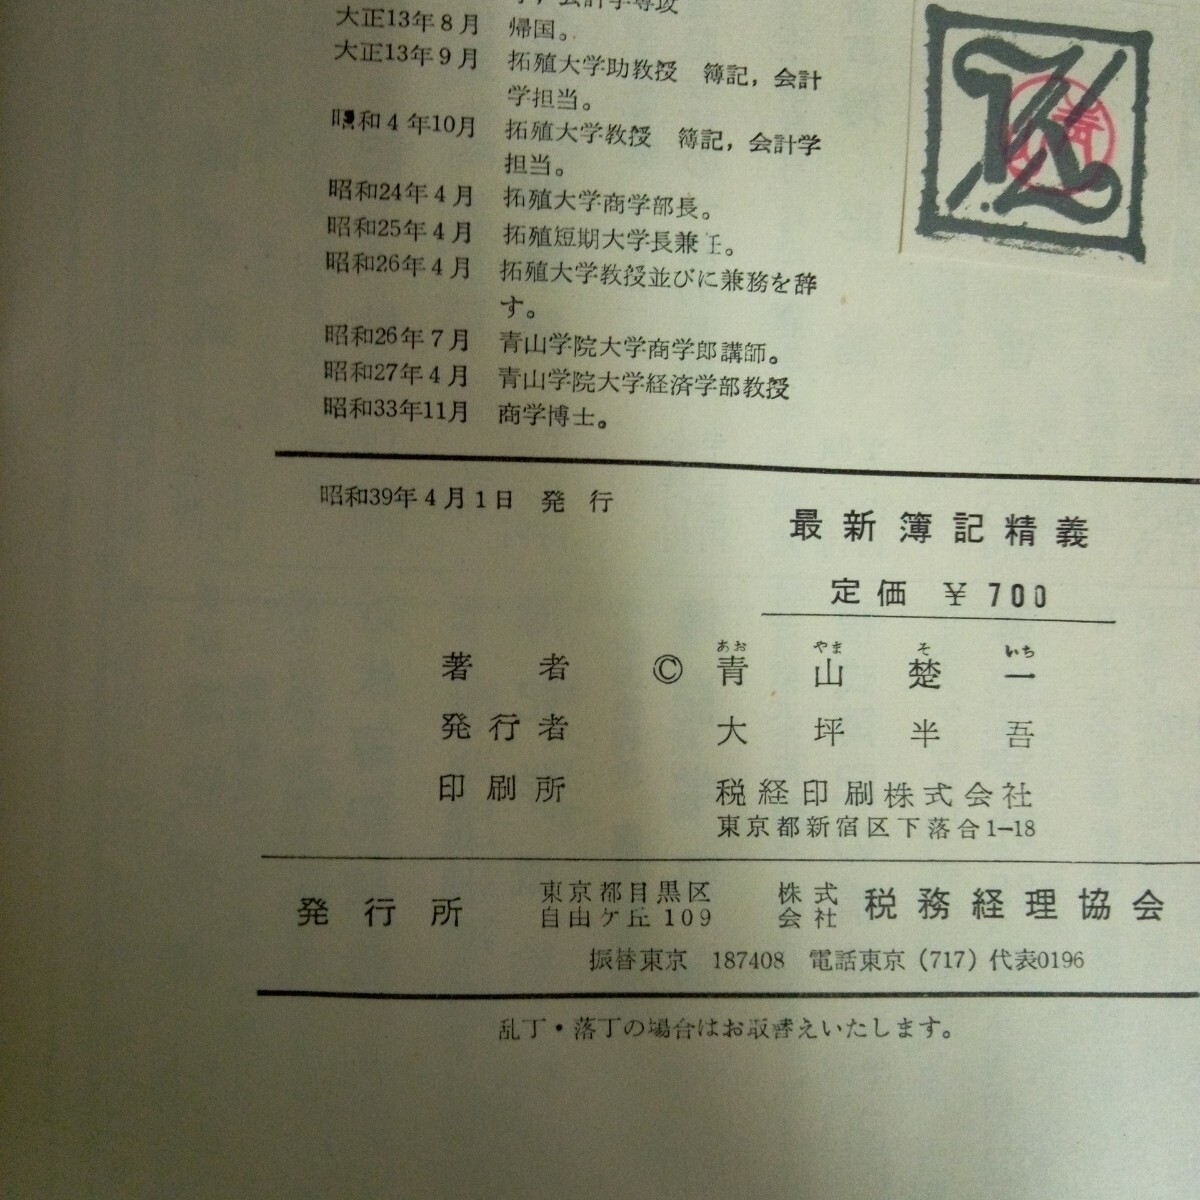 学，会計学専攻
大正13年8月 帰国。
大正13年9月 拓殖大学助教授 簿記，会計
学担当。
昭和4年10月 拓殖大学教授 簿記，会計学
担当。
昭和24年4月 拓殖大学商学部長。
昭和25年4月 拓殖短期大学長兼任。
昭和26年4月 拓殖大学教授並びに兼務を辞
す。
昭和26年7月 青山学院大学商学部講師。
昭和27年4月 青山学院大学経済学部教授
昭和33年11月 商学博士。
昭和39年4月1日 発行
最新簿記精義
定価 ¥700
あお やま そ いち
著者 © 青山楚一
発行者 大坪半吾
印刷所 税経印刷株式会社
東京都新宿区下落合1-18
発行所 東京都目黒区 株式 税務経理協会
自由ケ丘109 会社
振替東京 187408 電話東京（717）代表0196
乱丁・落丁の場合はお取替えいたします。